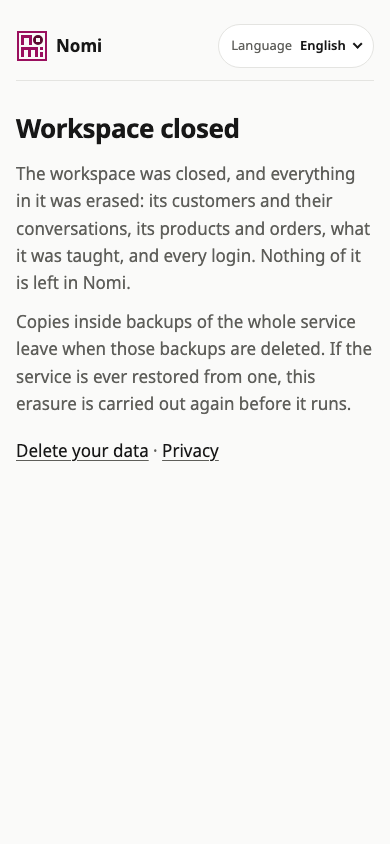 nomi
Nomi
Language English
Workspace closed
The workspace was closed, and everything
in it was erased: its customers and their
conversations, its products and orders, what
it was taught, and every login. Nothing of it
is left in Nomi.
Copies inside backups of the whole service
leave when those backups are deleted. If the
service is ever restored from one, this
erasure is carried out again before it runs.
Delete your data · Privacy